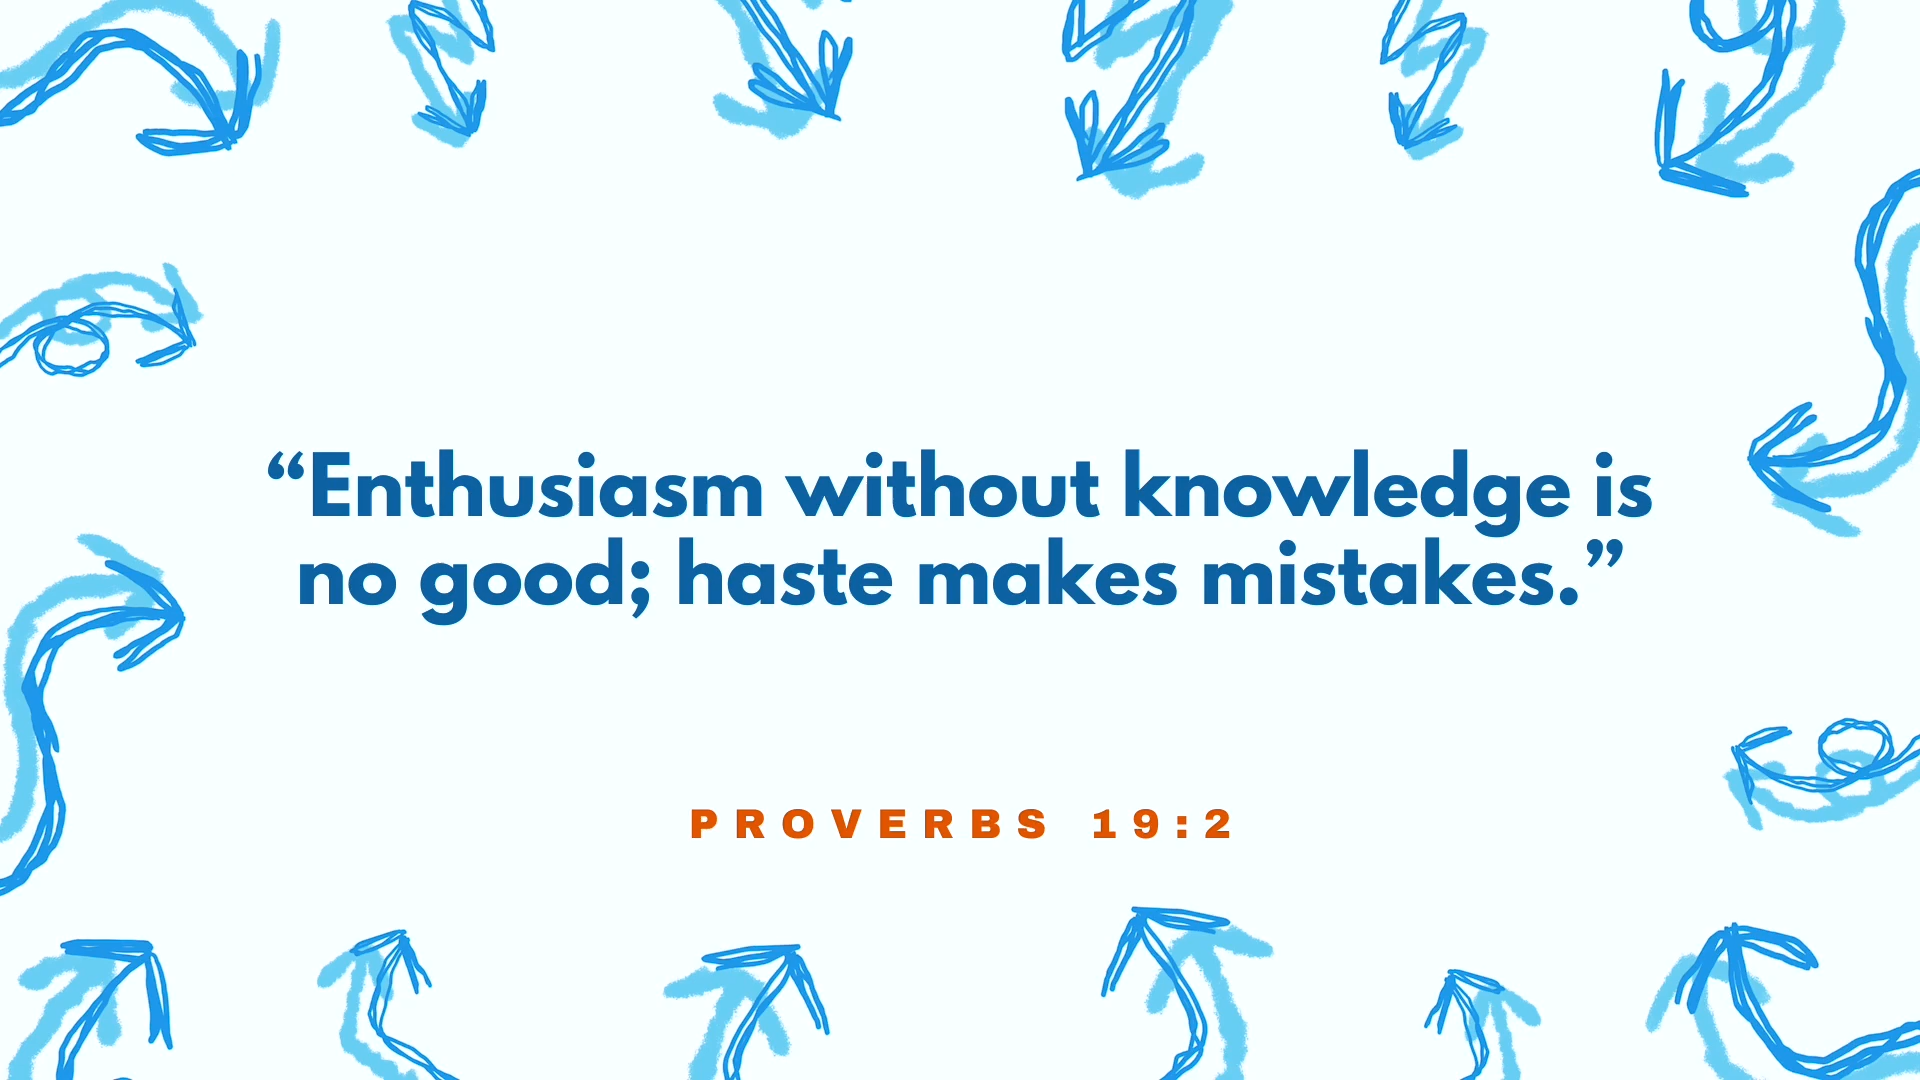 “Enthusiasm without knowledge is
no good; haste makes mistakes.”
PROVERBS 19:2